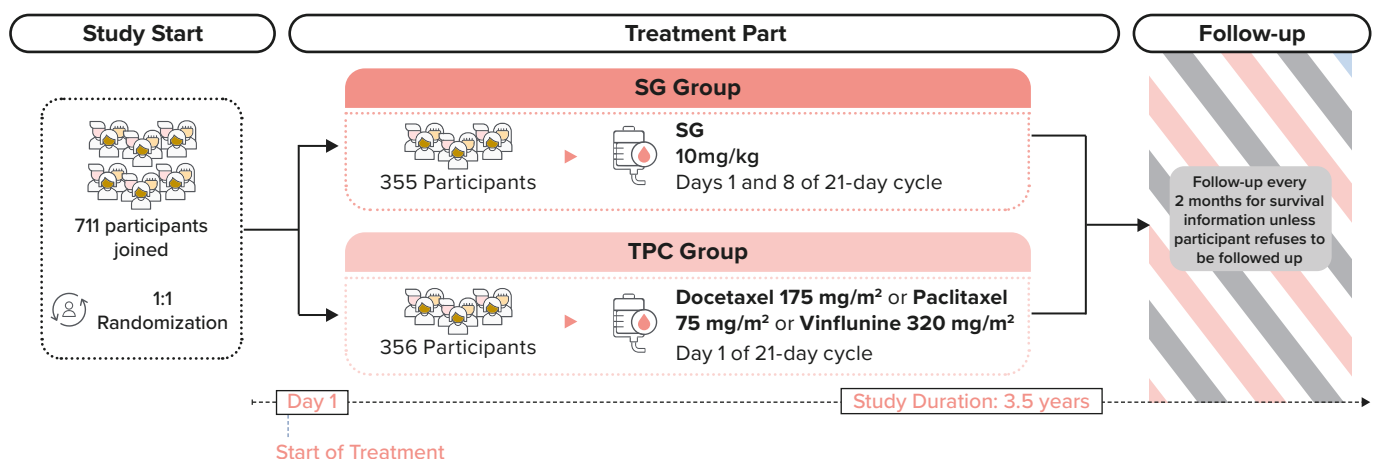 Study Start
Treatment Part
Follow-up
711 participants
joined
1:1
Randomization
SG Group
355 Participants
SG
10mg/kg
Days 1 and 8 of 21-day cycle
TPC Group
356 Participants
Docetaxel 175 mg/m² or Paclitaxel
75 mg/m² or Vinflunine 320 mg/m²
Day 1 of 21-day cycle
Follow-up every
2 months for survival
information unless
participant refuses to
be followed up
Day 1
Study Duration: 3.5 years
Start of Treatment